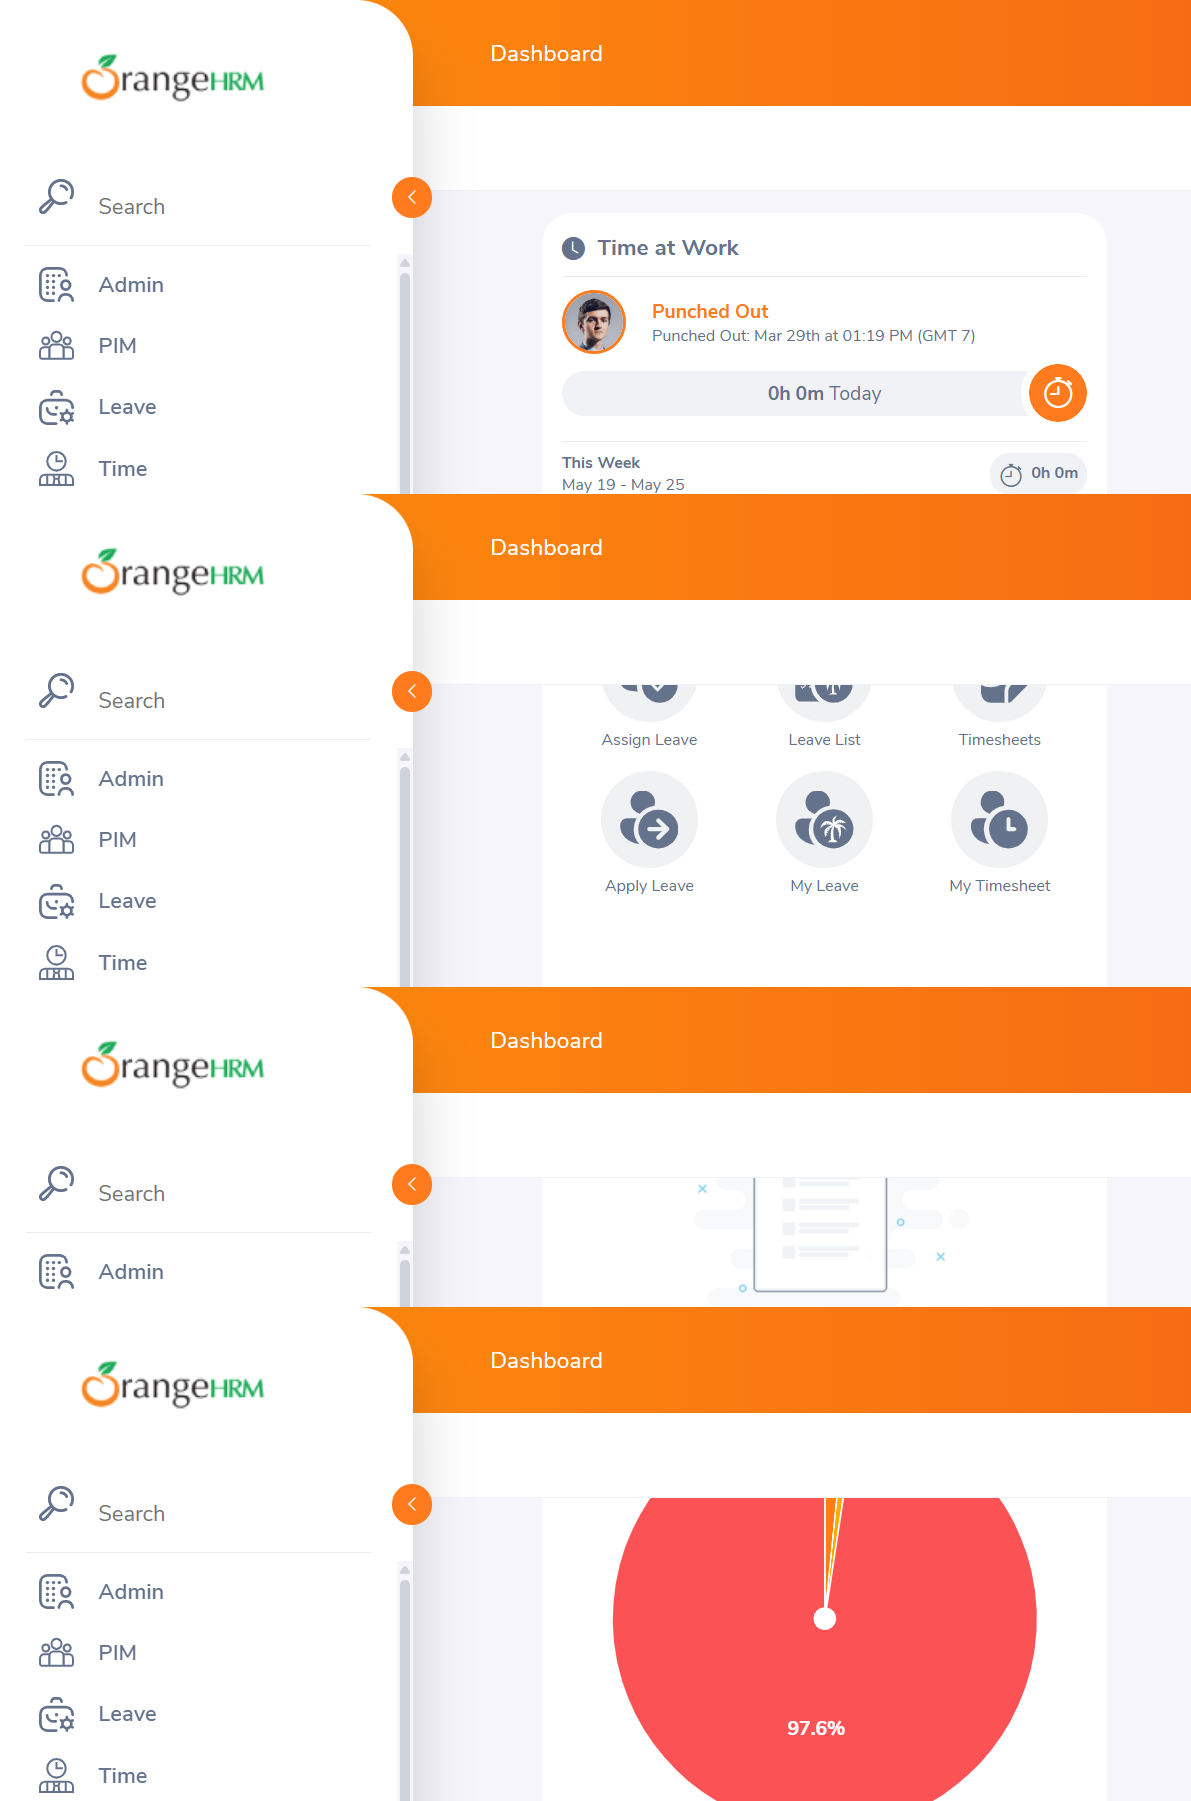 OrangeHRM
Dashboard
Search
Admin
PIM
Leave
Time
Time at Work
Punched Out
Punched Out: Mar 29th at 01:19 PM (GMT 7)
0h 0m Today
This Week
May 19 - May 25
0h 0m
OrangeHRM
Dashboard
Search
Admin
PIM
Leave
Time
Assign Leave
Leave List
Timesheets
Apply Leave
My Leave
My Timesheet
OrangeHRM
Dashboard
Search
Admin
OrangeHRM
Dashboard
Search
Admin
PIM
Leave
Time
97.6%